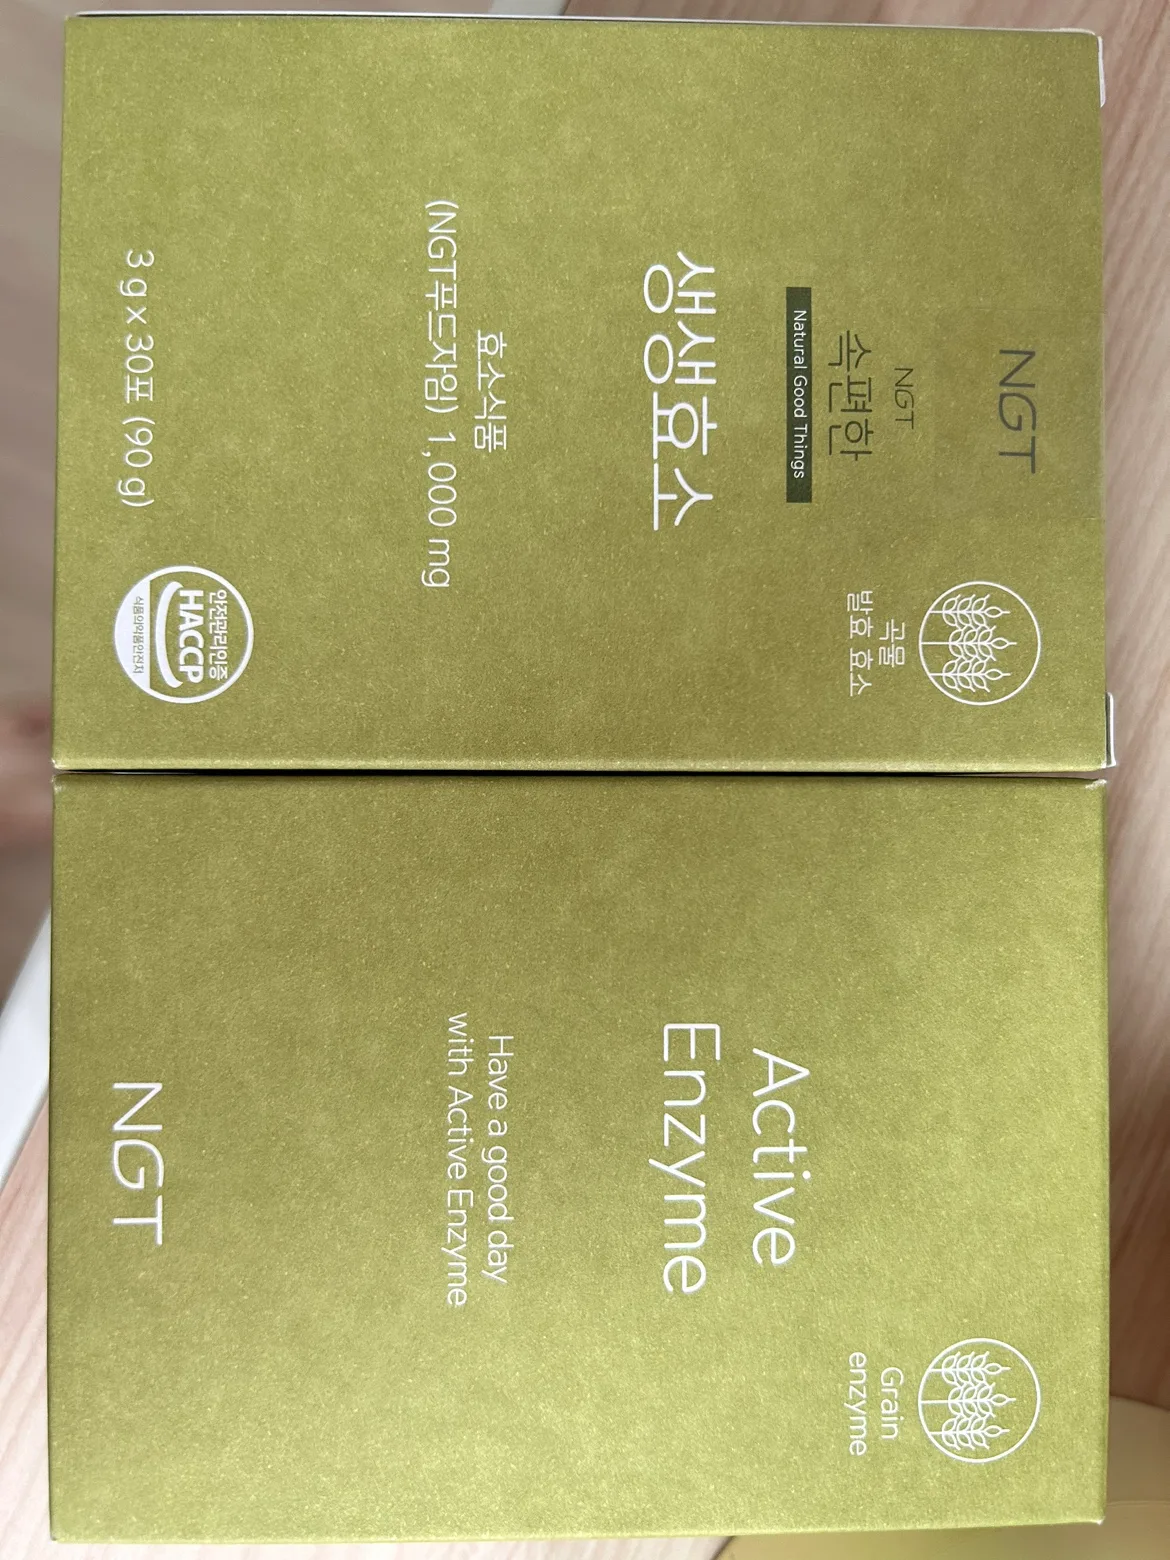 NGT
NGT
속편한
Natural Good Things
생생효소
곡물
발효 효소
효소식품
(NGT푸드자임) 1,000 mg
3 g x 30포 (90 g)
안전관리인증
HACCP
식품의약품안전처
Active
Enzyme
Grain
enzyme
Have a good day
with Active Enzyme
NGT